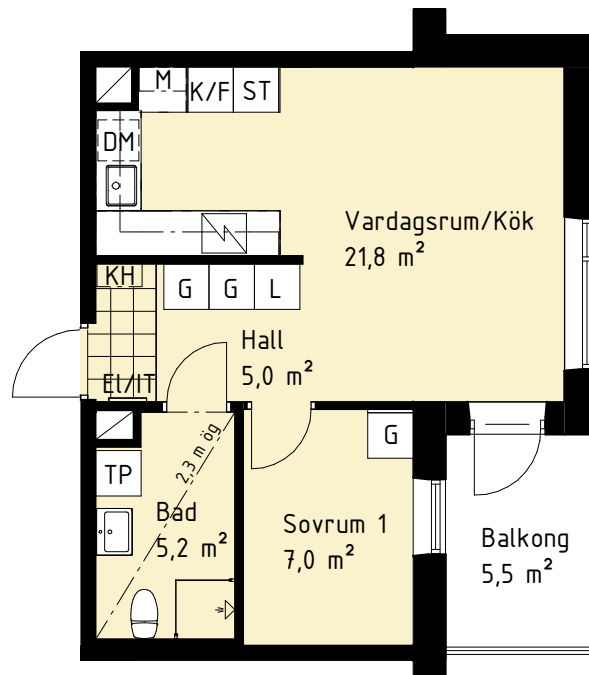 M
K/F
ST
DM
Vardagsrum/Kök
21,8 m²
KH
G
G
L
Hall
5,0 m²
El/IT
G
2,3 m ög
TP
Bad
5,2 m²
Sovrum 1
7,0 m²
Balkong
5,5 m²